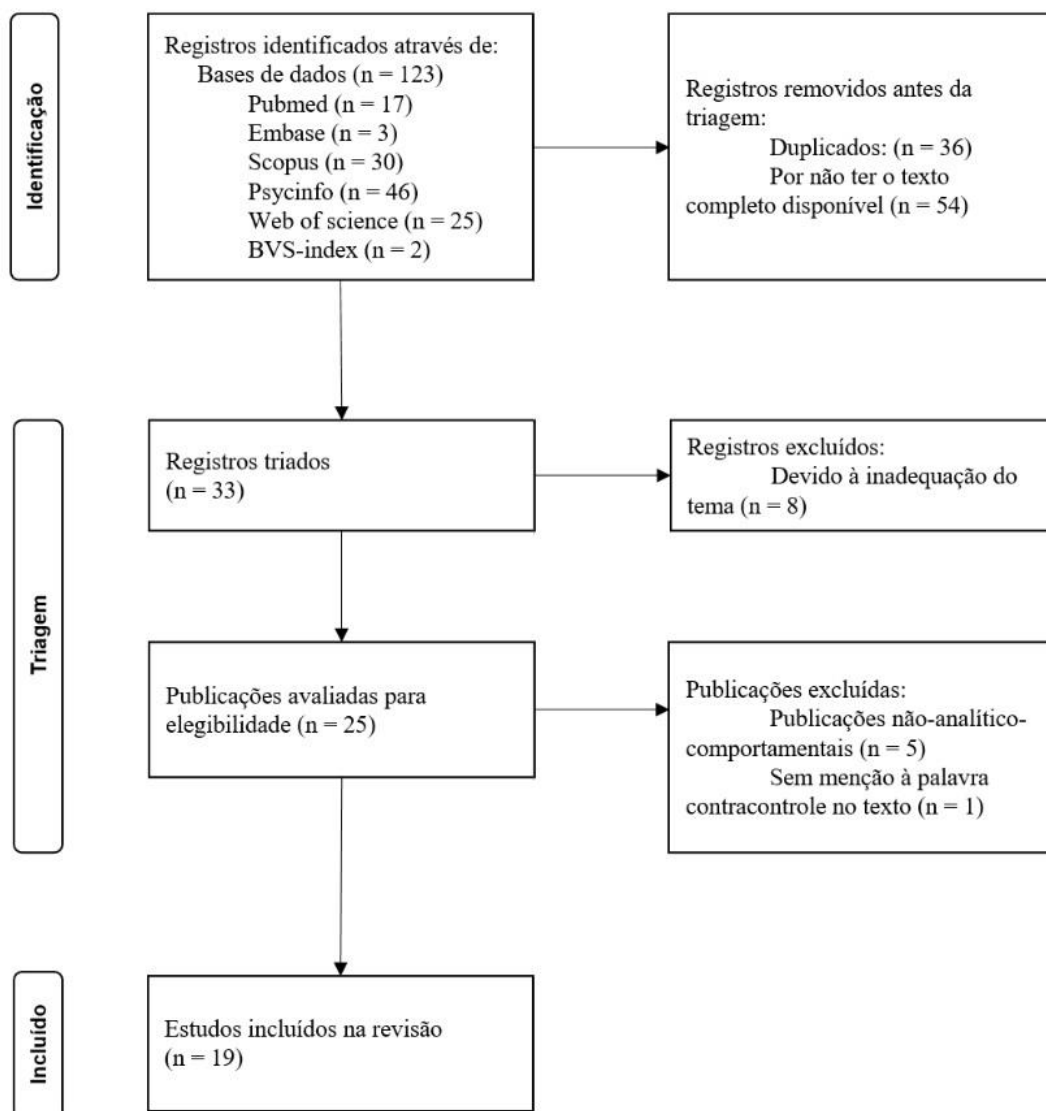 Identificação
Registros identificados através de:
Bases de dados (n = 123)
Pubmed (n = 17)
Embase (n = 3)
Scopus (n = 30)
Psycinfo (n = 46)
Web of science (n = 25)
BVS-index (n = 2)
Registros removidos antes da
triagem:
Duplicados: (n = 36)
Por não ter o texto
completo disponível (n = 54)
Triagem
Registros triados
(n = 33)
Registros excluídos:
Devido à inadequação do
tema (n = 8)
Publicações avaliadas para
elegibilidade (n = 25)
Publicações excluídas:
Publicações não-analítico-
comportamentais (n = 5)
Sem menção à palavra
contracontrole no texto (n = 1)
Incluído
Estudos incluídos na revisão
(n = 19)